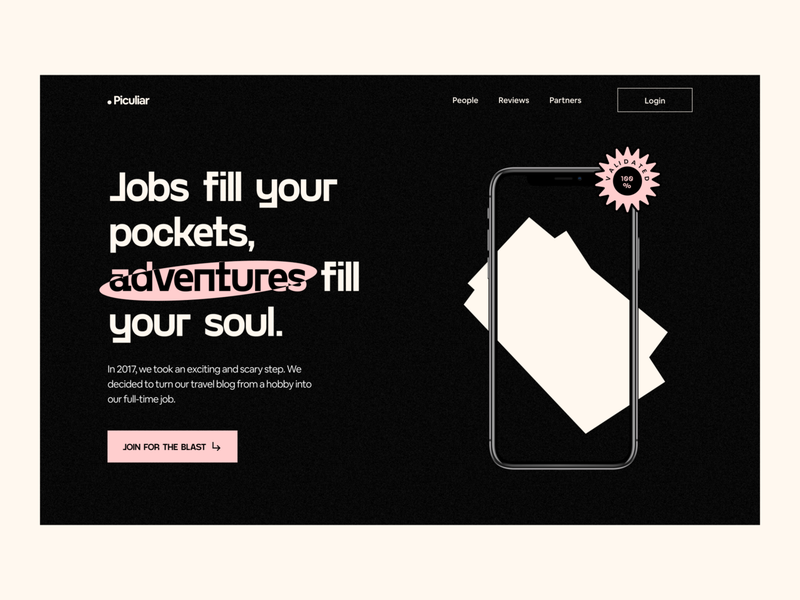 Piculiar
People Reviews Partners Login
Jobs fill your
pockets,
adventures fill
your soul.
In 2017, we took an exciting and scary step. We
decided to turn our travel blog from a hobby into
our full-time job.
JOIN FOR THE BLAST
VALIDATED
100
%